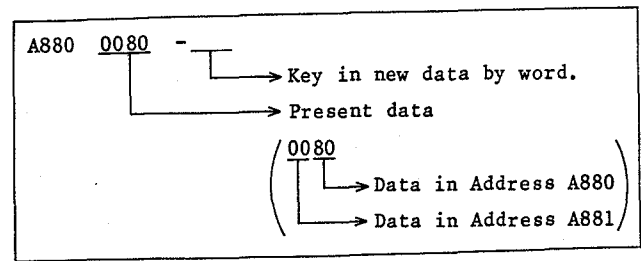 A880 0080 -
Key in new data by word.
Present data
0080
Data in Address A880
Data in Address A881